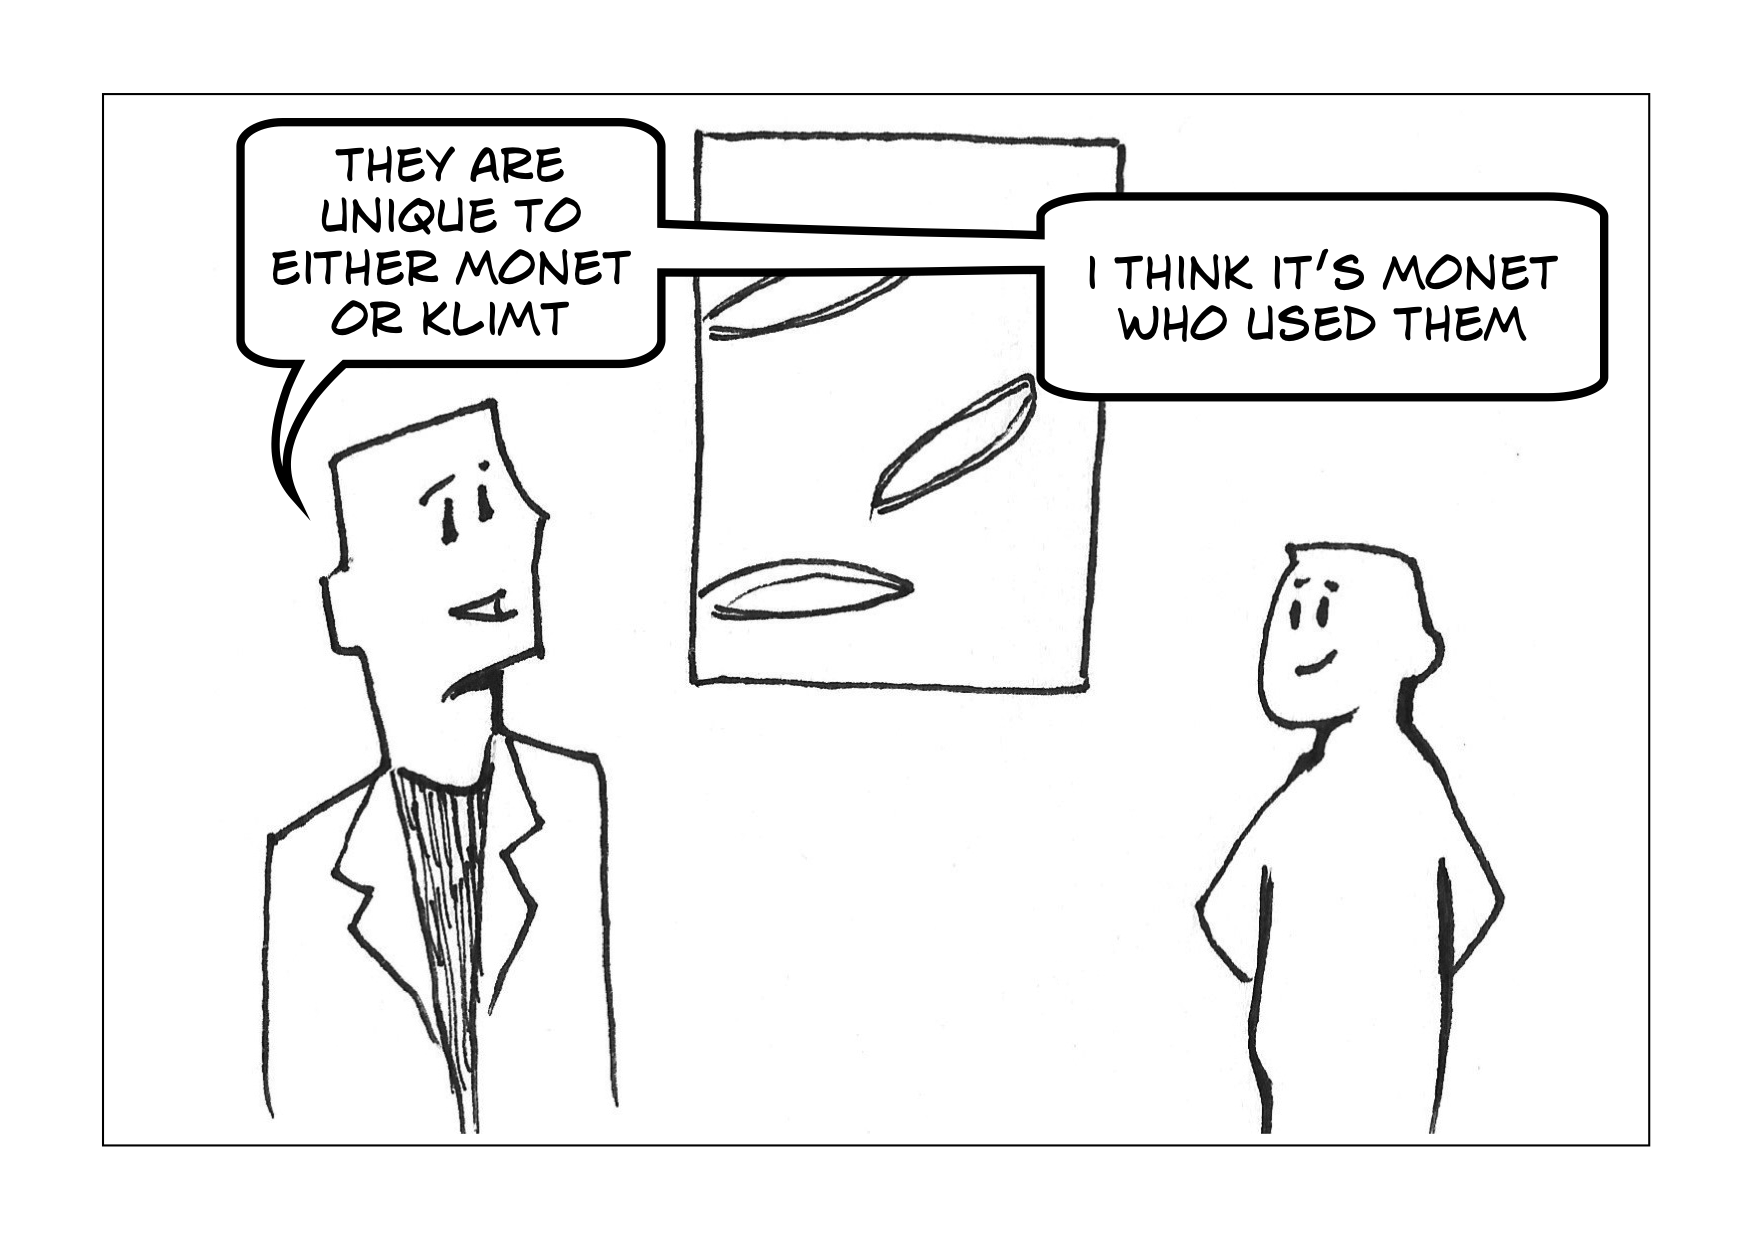 THEY ARE
UNIQUE TO
EITHER MONET
OR KLIMT
I THINK IT'S MONET
WHO USED THEM